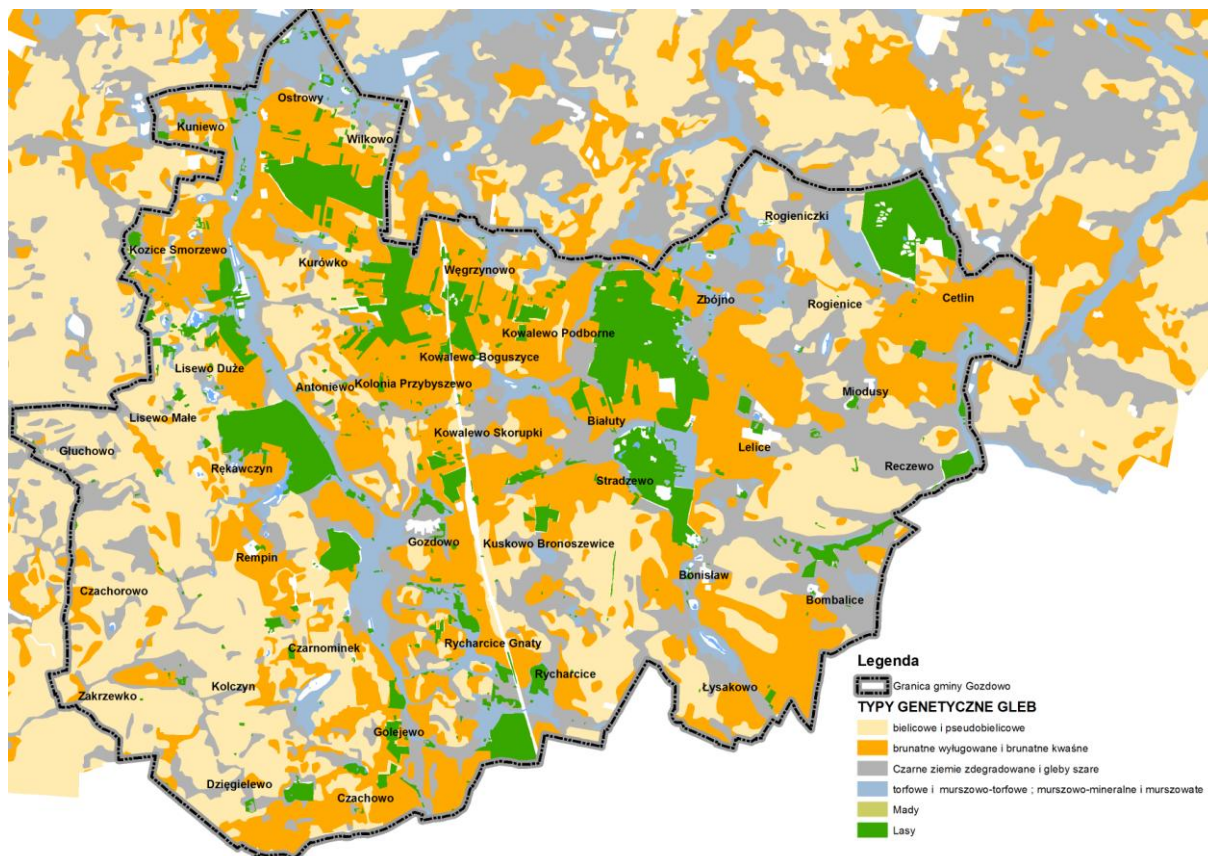 Ostrowy
Kuniewo
Wilkowo
Rogieniczki
Kozice Smorzewo
Kurówko
Węgrzynowo
Zbójno
Cetlin
Rogienice
Kowalewo Podborne
Kowalewo Boguszyce
Lisewo Duże
Antoniewo
Kolonia Przybyszewo
Miodusy
Lisewo Małe
Białuty
Kowalewo Skorupki
Lelice
Głuchowo
Rękawczyn
Reczewo
Stradzewo
Gozdowo
Kuskowo Bronoszewice
Rempin
Bonisław
Czachorowo
Bombalice
Czarnominek
Rycharcice Gnaty
Rycharcice
Kolczyn
Zakrzewko
Łysakowo
Golejewo
Dzięgielewo
Czachowo
Legenda
Granica gminy Gozdowo
TYPY GENETYCZNE GLEB
bielicowe i pseudobielicowe
brunatne wyługowane i brunatne kwaśne
Czarne ziemie zdegradowane i gleby szare
torfowe i murszowo-torfowe ; murszowo-mineralne i murszowate
Mady
Lasy